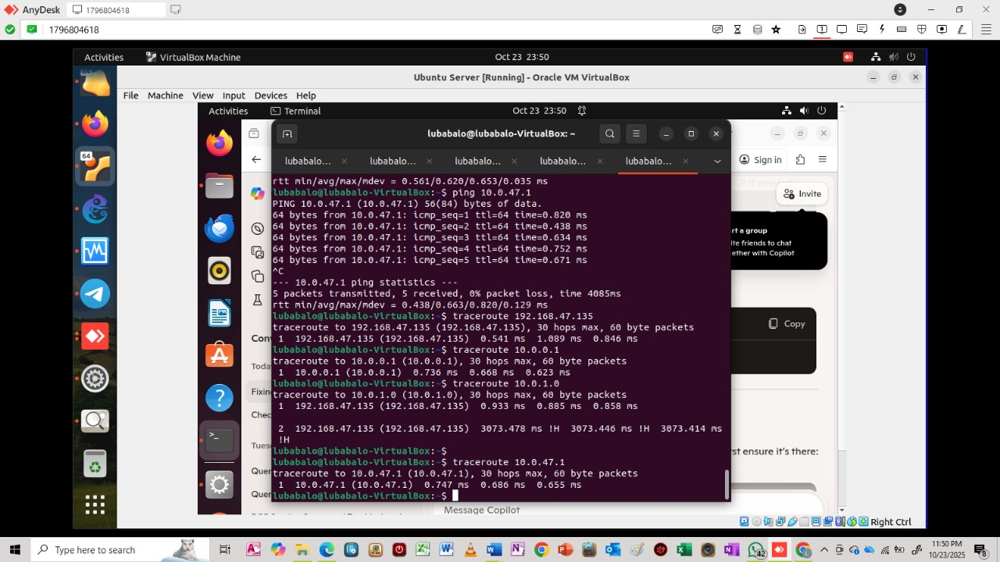 AnyDesk
1796804618
1796804618
Activities
VirtualBox Machine
Oct 23 23:50
Ubuntu Server [Running] - Oracle VM VirtualBox
File Machine View Input Devices Help
Activities
Terminal
Oct 23 23:50
lubabalo@lubabalo-VirtualBox: ~
lubabalo... × lubabalo... × lubabalo... × lubabalo... × lubabalo... ×
Sign in
Invite
rt a group
ite friends to chat
ether with Copilot
Copy
st ensure it's there:
rtt min/avg/max/mdev = 0.561/0.620/0.653/0.035 ms
lubabalo@lubabalo-VirtualBox:~$ ping 10.0.47.1
PING 10.0.47.1 (10.0.47.1) 56(84) bytes of data.
64 bytes from 10.0.47.1: icmp_seq=1 ttl=64 time=0.820 ms
64 bytes from 10.0.47.1: icmp_seq=2 ttl=64 time=0.438 ms
64 bytes from 10.0.47.1: icmp_seq=3 ttl=64 time=0.634 ms
64 bytes from 10.0.47.1: icmp_seq=4 ttl=64 time=0.752 ms
64 bytes from 10.0.47.1: icmp_seq=5 ttl=64 time=0.671 ms
^C
--- 10.0.47.1 ping statistics ---
5 packets transmitted, 5 received, 0% packet loss, time 4085ms
rtt min/avg/max/mdev = 0.438/0.663/0.820/0.129 ms
lubabalo@lubabalo-VirtualBox:~$ traceroute 192.168.47.135
traceroute to 192.168.47.135 (192.168.47.135), 30 hops max, 60 byte packets
1 192.168.47.135 (192.168.47.135) 0.541 ms 1.089 ms 0.846 ms
lubabalo@lubabalo-VirtualBox:~$ traceroute 10.0.0.1
traceroute to 10.0.0.1 (10.0.0.1), 30 hops max, 60 byte packets
1 10.0.0.1 (10.0.0.1) 0.736 ms 0.668 ms 0.623 ms
lubabalo@lubabalo-VirtualBox:~$ traceroute 10.0.1.0
traceroute to 10.0.1.0 (10.0.1.0), 30 hops max, 60 byte packets
1 192.168.47.135 (192.168.47.135) 0.933 ms 0.885 ms 0.858 ms
2 192.168.47.135 (192.168.47.135) 3073.478 ms !H 3073.446 ms !H 3073.414 ms
!H
lubabalo@lubabalo-VirtualBox:~$
lubabalo@lubabalo-VirtualBox:~$ traceroute 10.0.47.1
traceroute to 10.0.47.1 (10.0.47.1), 30 hops max, 60 byte packets
1 10.0.47.1 (10.0.47.1) 0.747 ms 0.686 ms 0.655 ms
lubabalo@lubabalo-VirtualBox:~$
Con
Toda
Fixin
Chec
Tues
Quer
Quer
Message Copilot
64
Right Ctrl
Type here to search
42
11:50 PM
10/23/2025
8